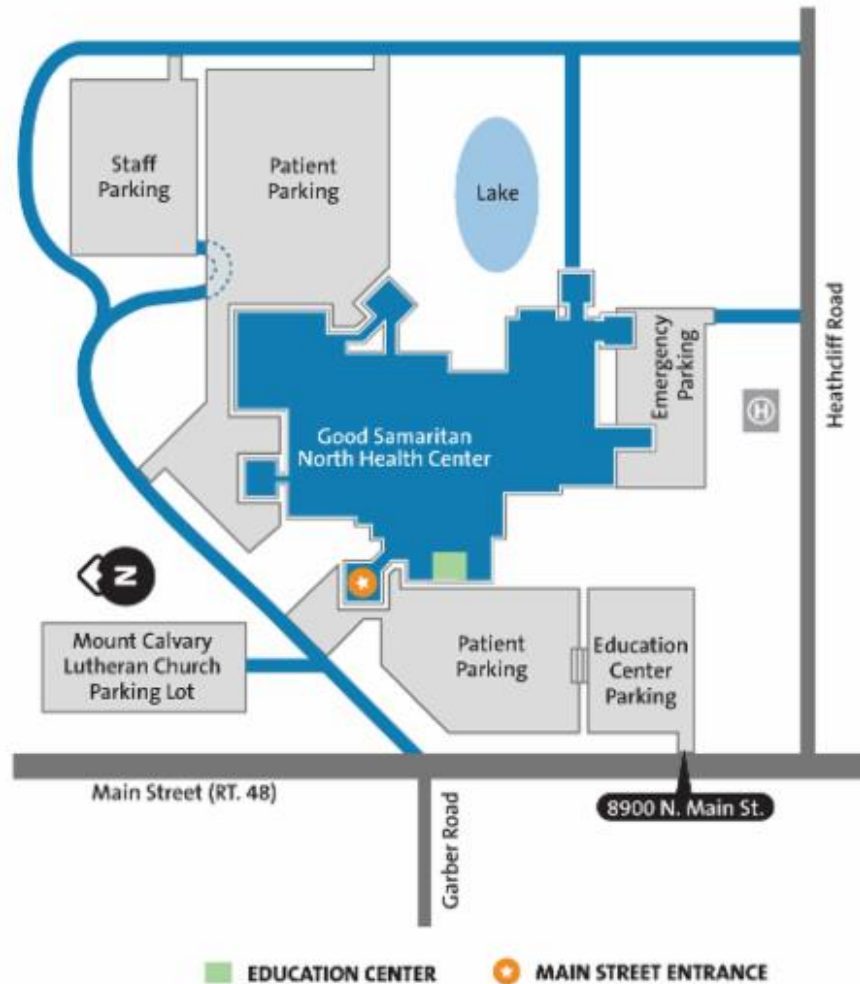 Staff
Parking
Patient
Parking
Lake
Heathcliff Road
Emergency
Parking
H
Good Samaritan
North Health Center
N
Mount Calvary
Lutheran Church
Parking Lot
Patient
Parking
Education
Center
Parking
Main Street (RT. 48)
8900 N. Main St.
Garber Road
EDUCATION CENTER
MAIN STREET ENTRANCE